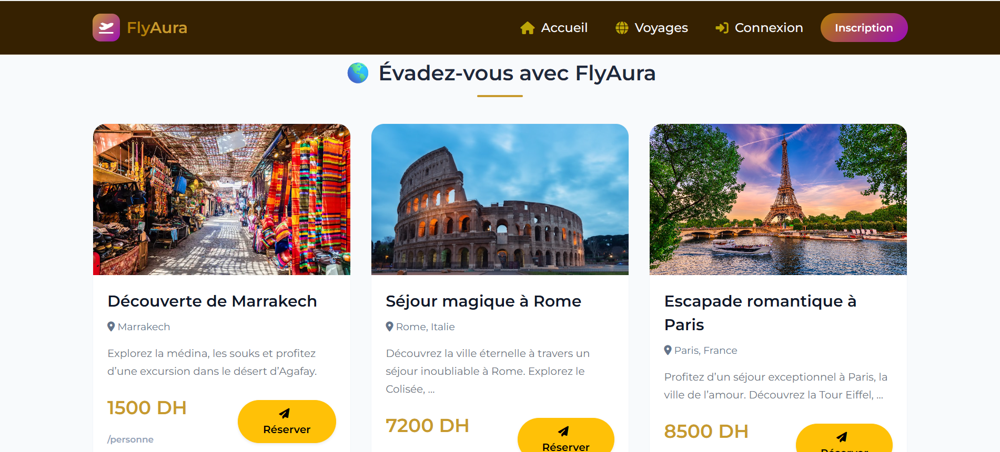 FlyAura
Accueil
Voyages
Connexion
Inscription
Évadez-vous avec FlyAura
Découverte de Marrakech
Marrakech
Explorez la médina, les souks et profitez
d’une excursion dans le désert d’Agafay.
1500 DH
/personne
Réserver
Séjour magique à Rome
Rome, Italie
Découvrez la ville éternelle à travers un
séjour inoubliable à Rome. Explorez le
Colisée, ...
7200 DH
Réserver
Escapade romantique à
Paris
Paris, France
Profitez d’un séjour exceptionnel à Paris, la
ville de l’amour. Découvrez la Tour Eiffel, ...
8500 DH
Réserver